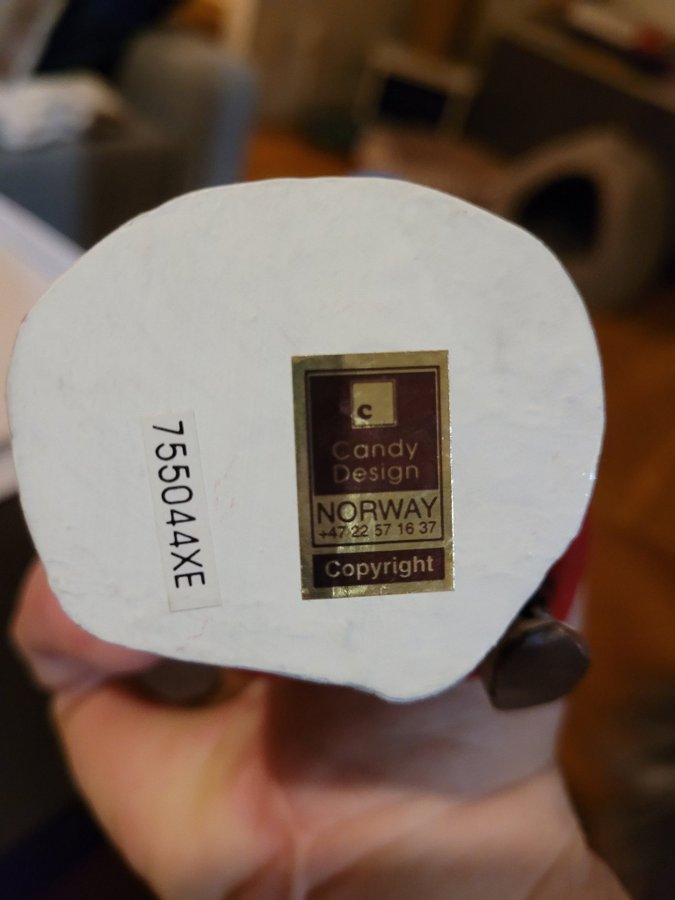 755044XE
c
Candy
Design
NORWAY
+47 22 57 16 37
Copyright